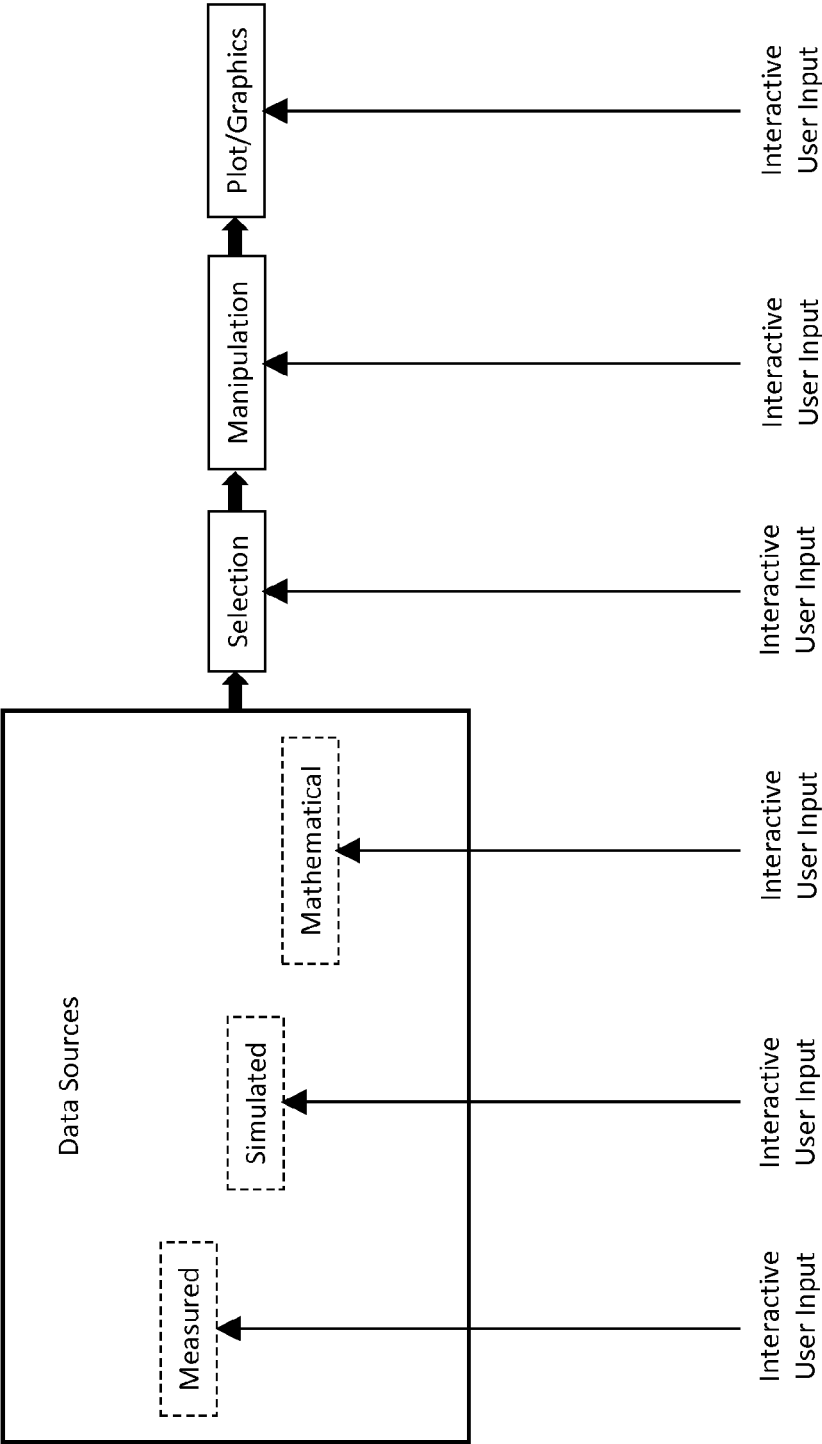 Data Sources
Measured
Simulated
Mathematical
Selection
Manipulation
Plot/Graphics
Interactive
User Input
Interactive
User Input
Interactive
User Input
Interactive
User Input
Interactive
User Input
Interactive
User Input